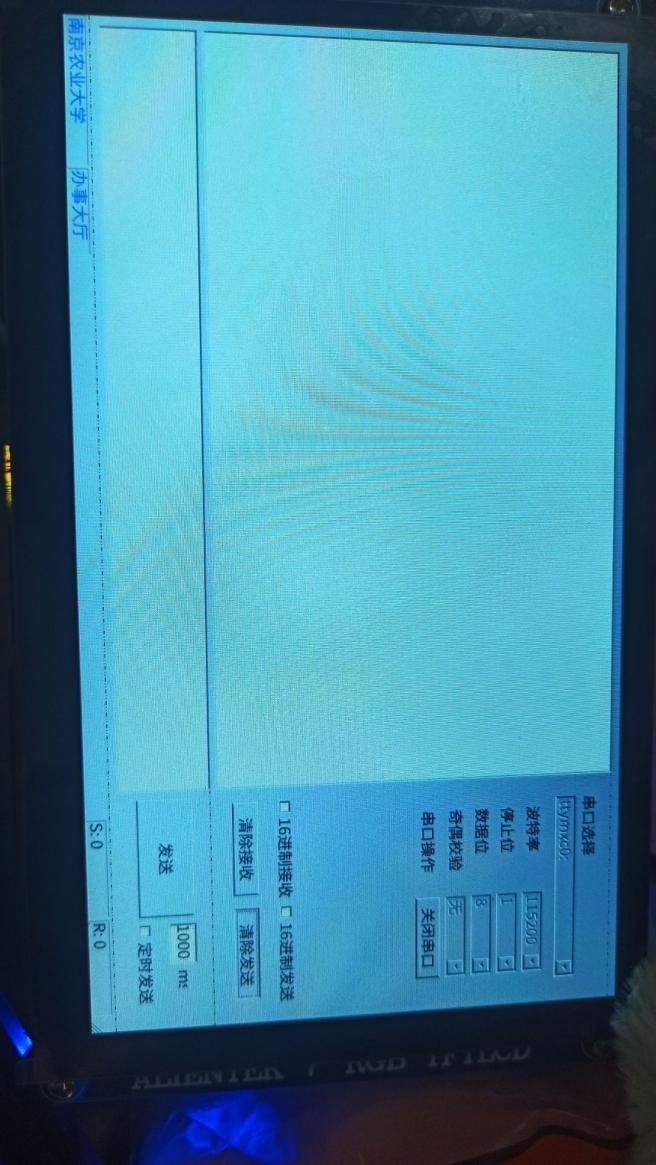 串口选择
ttymxc0:
波特率 115200
停止位 1
数据位 8
奇偶校验 无
串口操作 关闭串口
16进制接收 16进制发送
清除接收 清除发送
发送 1000 ms
定时发送
南京农业大学 办事大厅 S: 0 R: 0
ALIENTEK 7 RGB TFTLCD